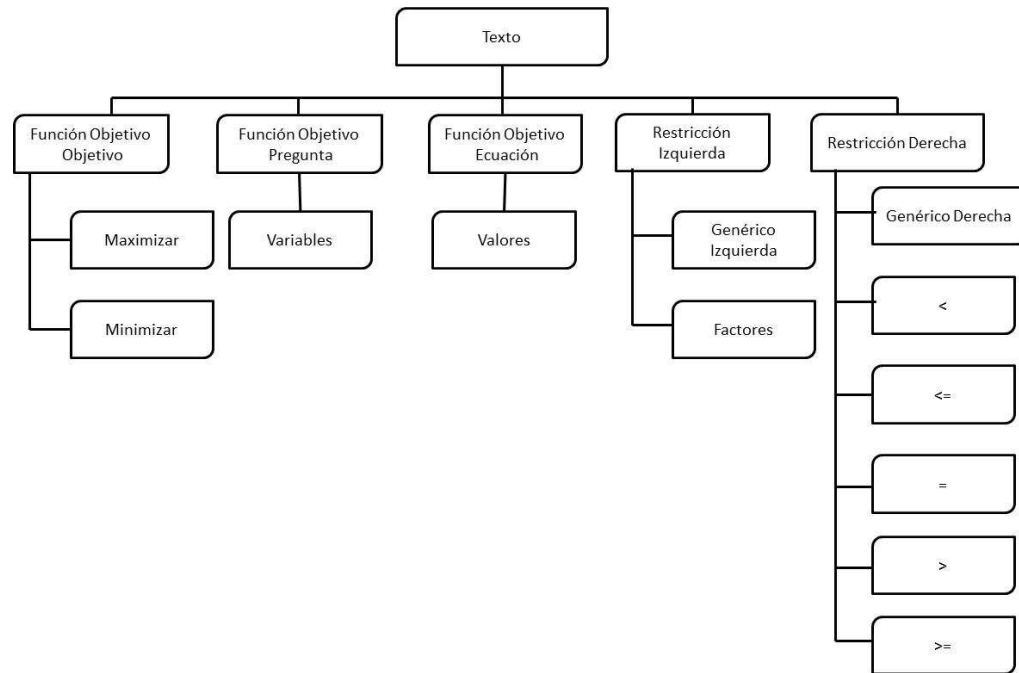 Texto
Función Objetivo
Objetivo
Función Objetivo
Pregunta
Función Objetivo
Ecuación
Restricción
Izquierda
Restricción Derecha
Maximizar
Minimizar
Variables
Valores
Genérico
Izquierda
Factores
Genérico Derecha
<
<=
=
>
>=